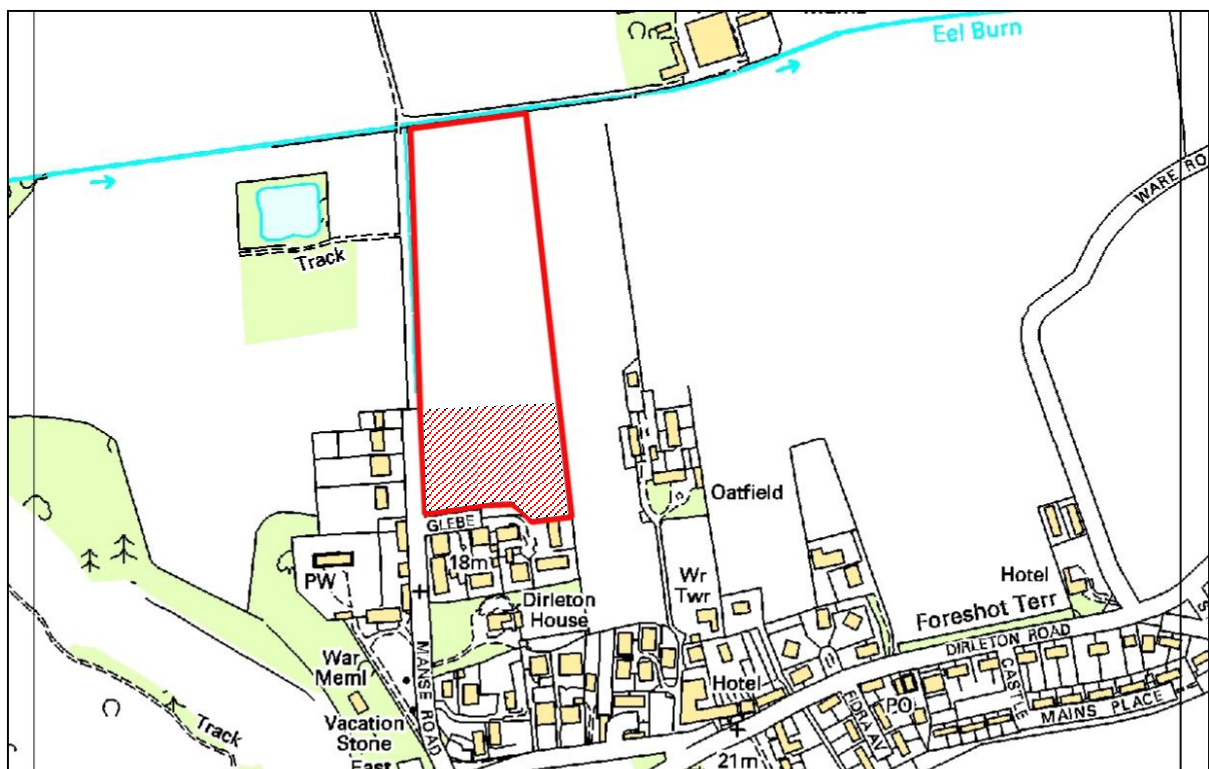 Eel Burn
WARE RO
Track
Oatfield
GLEBE
18m
PW
Wr
Twr
Hotel
Foreshot Terr
Dirleton
House
DIRLETON ROAD
War
Meml
MANSE ROAD
Hotel
CASTLE
Vacation
Stone
PO
FIDRA AV
MAINS PLACE
Track
East
21m